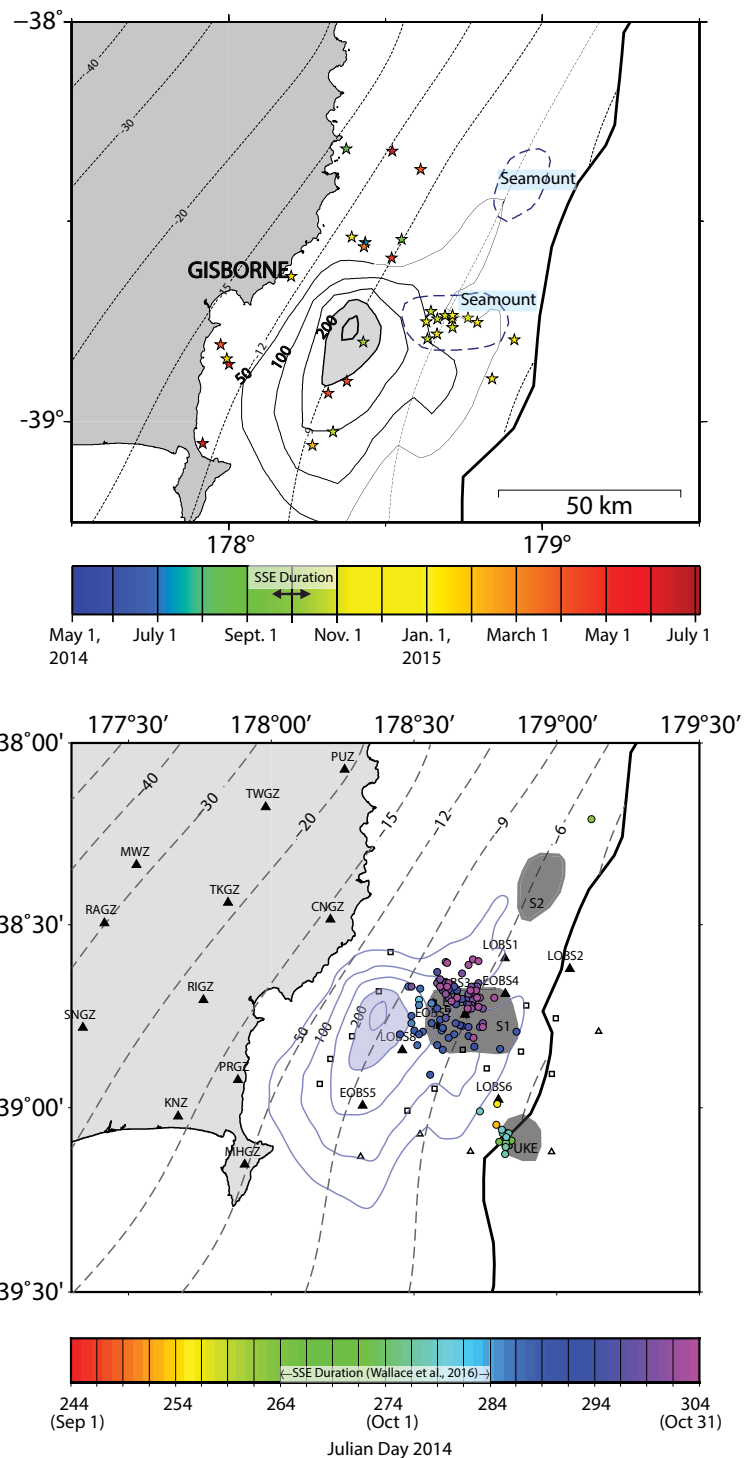 −38°
-40
-30
Seamount
-20
GISBORNE
-15
Seamount
200
-12
100
50
-39°
-9
50 km
178°
179°
SSE Duration
May 1, July 1 Sept. 1 Nov. 1 Jan. 1, March 1 May 1 July 1
2014 2015
177°30' 178°00' 178°30' 179°00' 179°30'
38°00'
PUZ
-40
TWGZ
-30
-20
-15
-12
-9
-6
MWZ
TKGZ
RAGZ
CNGZ
S2
38°30'
LOBS1
LOBS2
EOBS4
RIGZ
SNGZ
200
S1
50
100
LOBS8
PRGZ
EOBS5
LOBS6
KNZ
39°00'
UKE
MHGZ
39°30'
SSE Duration (Wallace et al., 2016)
244 254 264 274 284 294 304
(Sep 1) (Oct 1) (Oct 31)
Julian Day 2014